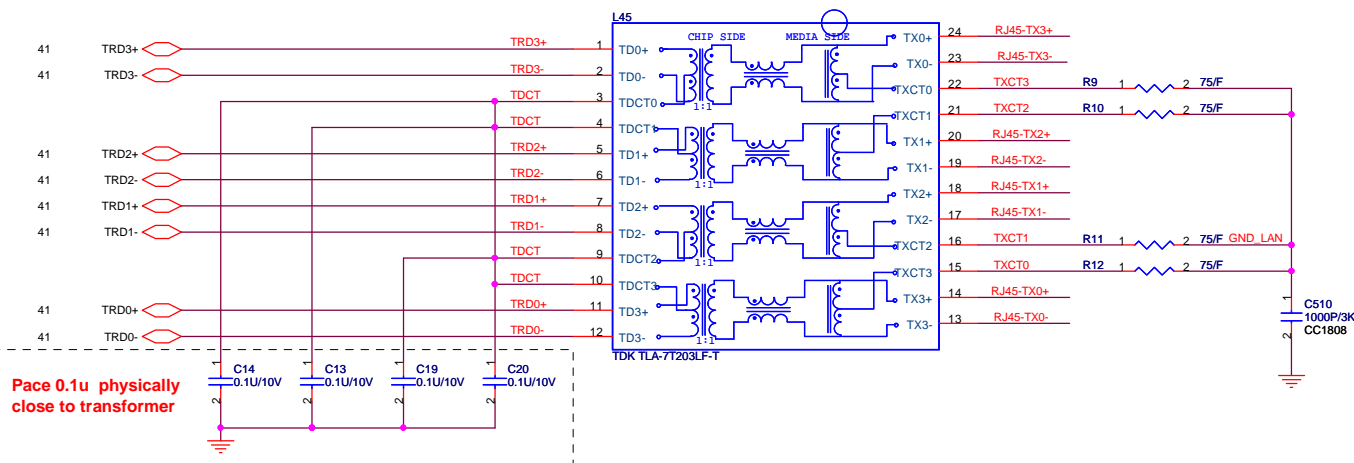 L45
CHIP SIDE MEDIA SIDE
41 TRD3+ TRD3+ 1 TD0+ TX0+ 24 RJ45-TX3+
41 TRD3- TRD3- 2 TD0- TX0- 23 RJ45-TX3-
TDCT 3 TDCT0 TXCT0 22 TXCT3 R9 1 2 75/F
1:1
TDCT 4 TDCT1 TXCT1 21 TXCT2 R10 1 2 75/F
41 TRD2+ TRD2+ 5 TD1+ TX1+ 20 RJ45-TX2+
41 TRD2- TRD2- 6 TD1- TX1- 19 RJ45-TX2-
1:1
41 TRD1+ TRD1+ 7 TD2+ TX2+ 18 RJ45-TX1+
41 TRD1- TRD1- 8 TD2- TX2- 17 RJ45-TX1-
TDCT 9 TDCT2 TXCT2 16 TXCT1 R11 1 2 75/F GND_LAN
1:1
TDCT 10 TDCT3 TXCT3 15 TXCT0 R12 1 2 75/F
41 TRD0+ TRD0+ 11 TD3+ TX3+ 14 RJ45-TX0+
41 TRD0- TRD0- 12 TD3- TX3- 13 RJ45-TX0-
1:1
TDK TLA-7T203LF-T
1 C510
1000P/3K
CC1808
2
Pace 0.1u physically
close to transformer
1 C14 1 C13 1 C19 1 C20
0.1U/10V 0.1U/10V 0.1U/10V 0.1U/10V
2 2 2 2